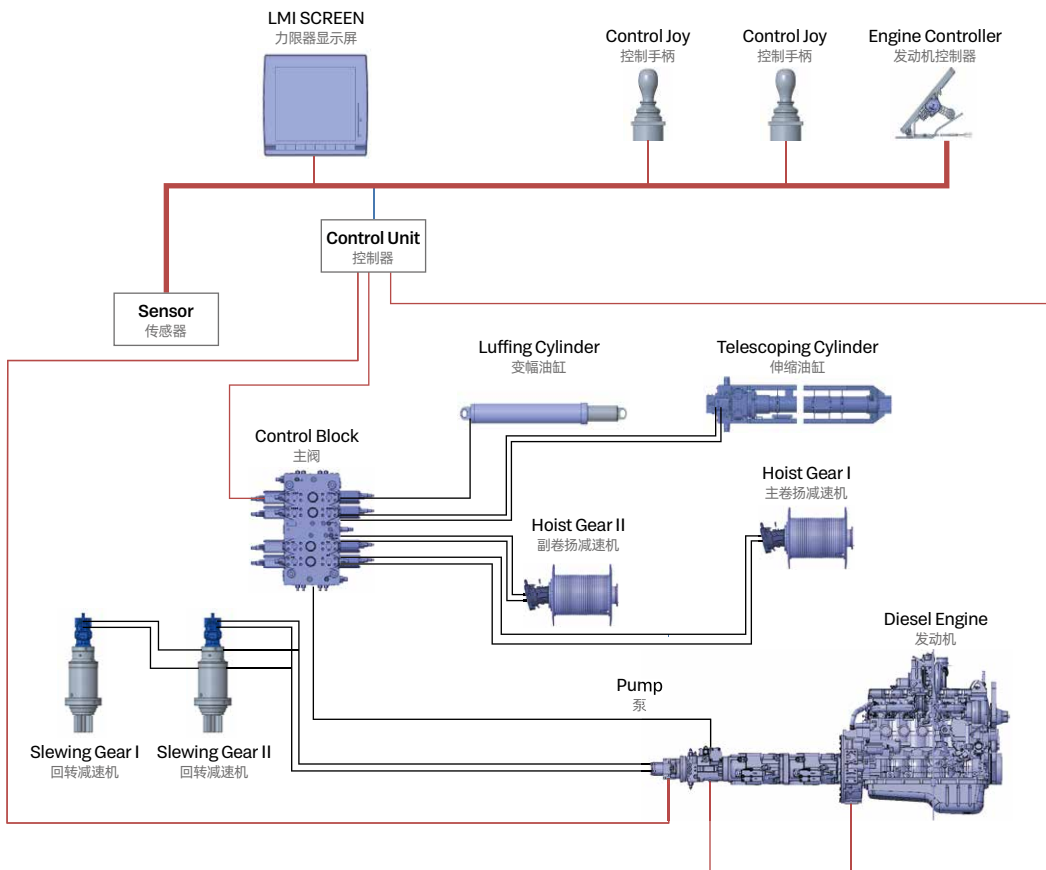 LMI SCREEN
力限器显示屏
Control Joy
控制手柄
Control Joy
控制手柄
Engine Controller
发动机控制器
Control Unit
控制器
Sensor
传感器
Luffing Cylinder
变幅油缸
Telescoping Cylinder
伸缩油缸
Control Block
主阀
Hoist Gear I
主卷扬减速机
Hoist Gear II
副卷扬减速机
Diesel Engine
发动机
Pump
泵
Slewing Gear I
回转减速机
Slewing Gear II
回转减速机